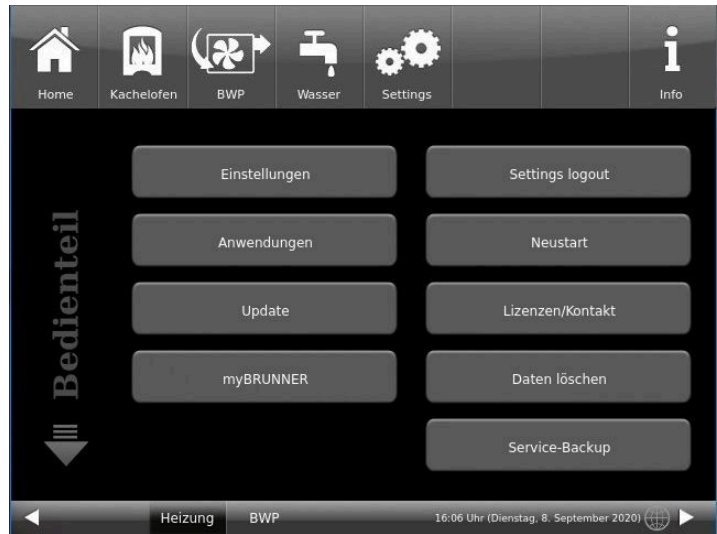 Home
Kachelofen
BWP
Wasser
Settings
Info
Bedienteil
Einstellungen
Settings logout
Anwendungen
Neustart
Update
Lizenzen/Kontakt
myBRUNNER
Daten löschen
Service-Backup
Heizung
BWP
16:06 Uhr (Dienstag, 8. September 2020)